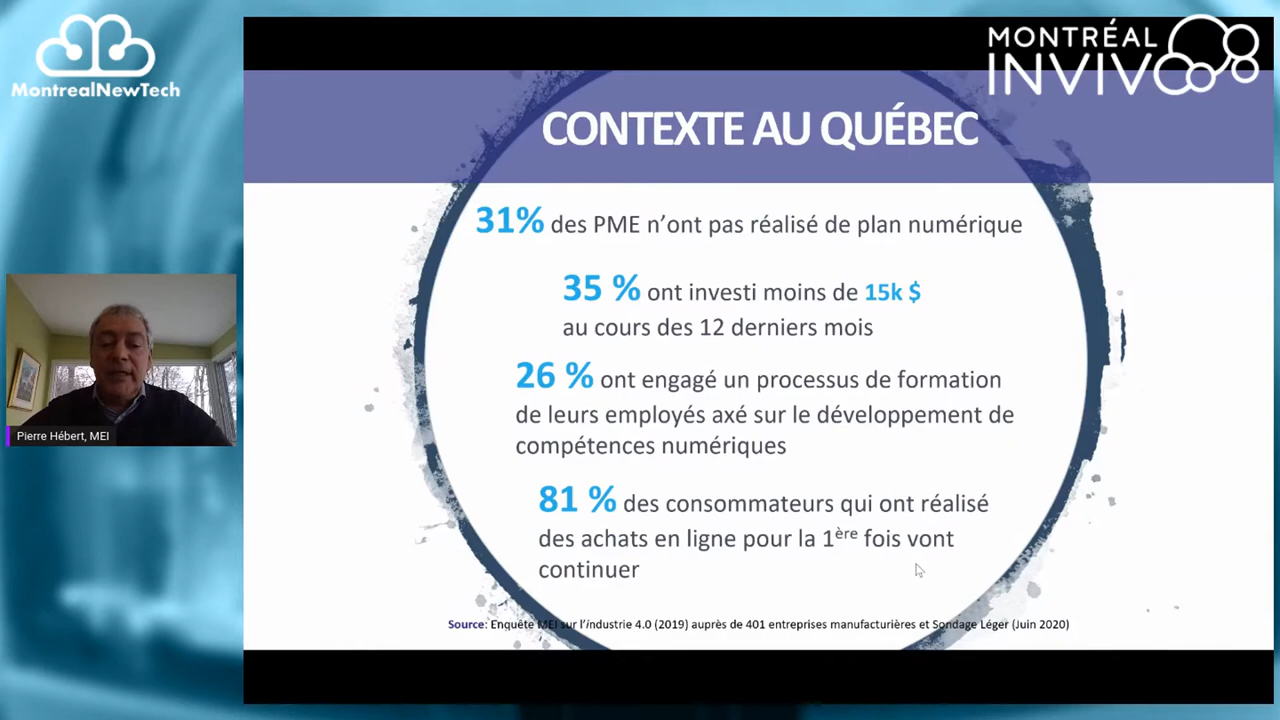 MontrealNewTech
MONTRÉAL
INVIVO
CONTEXTE AU QUÉBEC
31% des PME n’ont pas réalisé de plan numérique
35 % ont investi moins de 15k $
au cours des 12 derniers mois
26 % ont engagé un processus de formation
de leurs employés axé sur le développement de
compétences numériques
81 % des consommateurs qui ont réalisé
des achats en ligne pour la 1ère fois vont
continuer
Pierre Hébert, MEI
Source: Enquête MEI sur l’industrie 4.0 (2019) auprès de 401 entreprises manufacturières et Sondage Léger (Juin 2020)